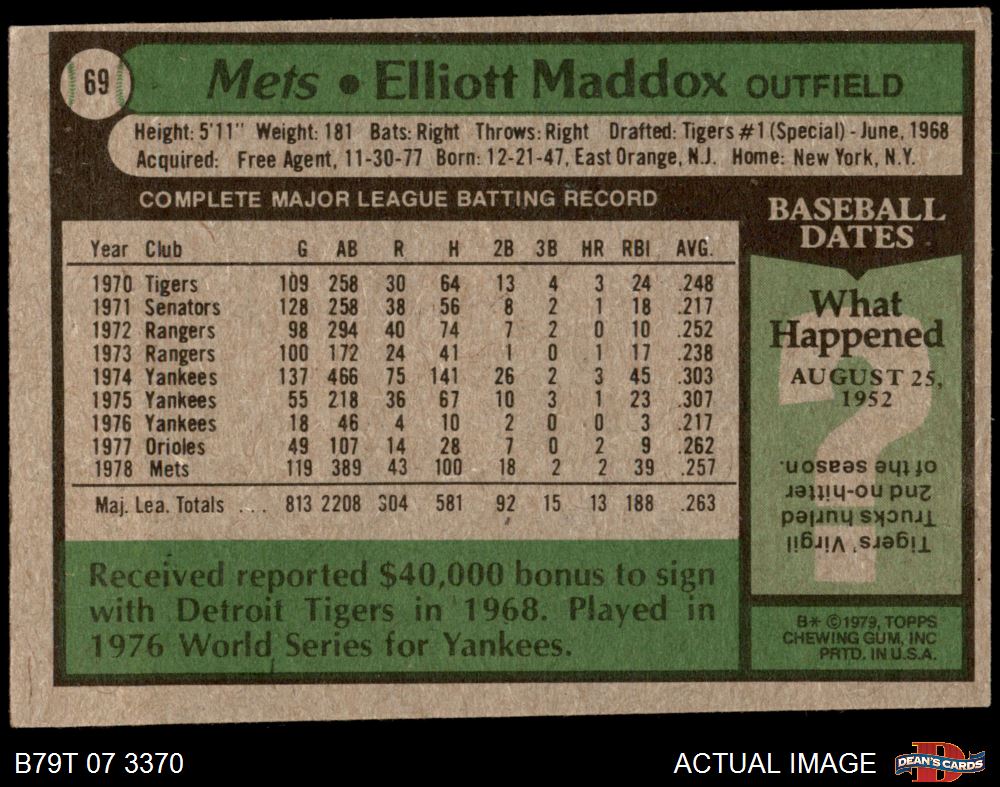 69
Mets • Elliott Maddox OUTFIELD
Height: 5'11" Weight: 181 Bats: Right Throws: Right Drafted: Tigers #1 (Special) - June, 1968
Acquired: Free Agent, 11-30-77 Born: 12-21-47, East Orange, N.J. Home: New York, N.Y.
COMPLETE MAJOR LEAGUE BATTING RECORD
Year Club G AB R H 2B 3B HR RBI AVG.
1970 Tigers 109 258 30 64 13 4 3 24 .248
1971 Senators 128 258 38 56 8 2 1 18 .217
1972 Rangers 98 294 40 74 7 2 0 10 .252
1973 Rangers 100 172 24 41 1 0 1 17 .238
1974 Yankees 137 466 75 141 26 2 3 45 .303
1975 Yankees 55 218 36 67 10 3 1 23 .307
1976 Yankees 18 46 4 10 2 0 0 3 .217
1977 Orioles 49 107 14 28 7 0 2 9 .262
1978 Mets 119 389 43 100 18 2 2 39 .257
Maj. Lea. Totals ... 813 2208 304 581 92 15 13 188 .263
Received reported $40,000 bonus to sign
with Detroit Tigers in 1968. Played in
1976 World Series for Yankees.
BASEBALL
DATES
What
Happened
AUGUST 25,
1952
?
Tigers' Virgil
Trucks hurled
2nd no-hitter
of the season.
B* ©1979, TOPPS
CHEWING GUM, INC
PRTD. IN U.S.A.
B79T 07 3370
ACTUAL IMAGE
DEAN'S CARDS